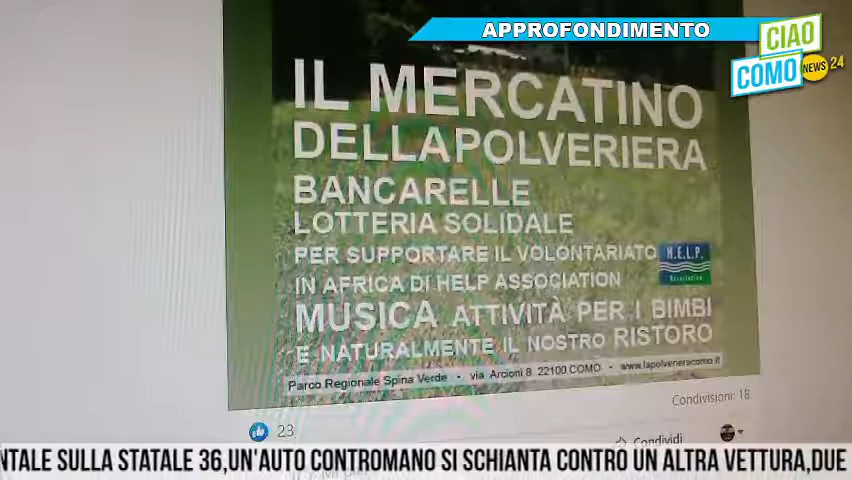 APPROFONDIMENTO
CIAO
COMO NEWS 24
IL MERCATINO
DELLAPOLVERIERA
BANCARELLE
LOTTERIA SOLIDALE
PER SUPPORTARE IL VOLONTARIATO
H.E.L.P.
IN AFRICA DI HELP ASSOCIATION
MUSICA ATTIVITÀ PER I BIMBI
E NATURALMENTE IL NOSTRO RISTORO
Parco Regionale Spina Verde - via Arcioni 8 22100 COMO - www.lapolveneracomo.it
Condivisioni: 18
23
Condividi
NTALE SULLA STATALE 36,UN'AUTO CONTROMANO SI SCHIANTA CONTRO UN ALTRA VETTURA,DUE